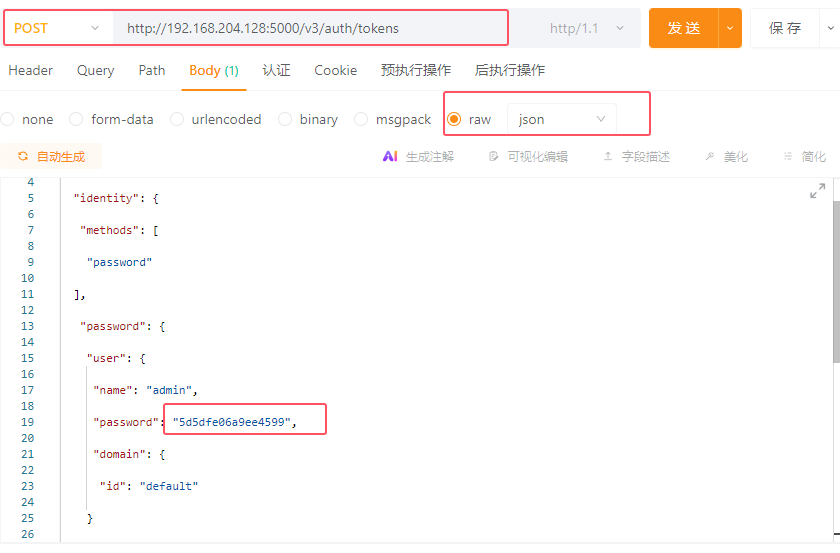 POST http://192.168.204.128:5000/v3/auth/tokens http/1.1 发 送 保 存
Header Query Path Body (1) 认证 Cookie 预执行操作 后执行操作
none form-data urlencoded binary msgpack raw json
自动生成 AI 生成注解 可视化编辑 字段描述 美化 简化
4
5 "identity": {
6
7 "methods": [
8
9 "password"
10
11 ],
12
13 "password": {
14
15 "user": {
16
17 "name": "admin",
18
19 "password": "5d5dfe06a9ee4599",
20
21 "domain": {
22
23 "id": "default"
24
25 }
26